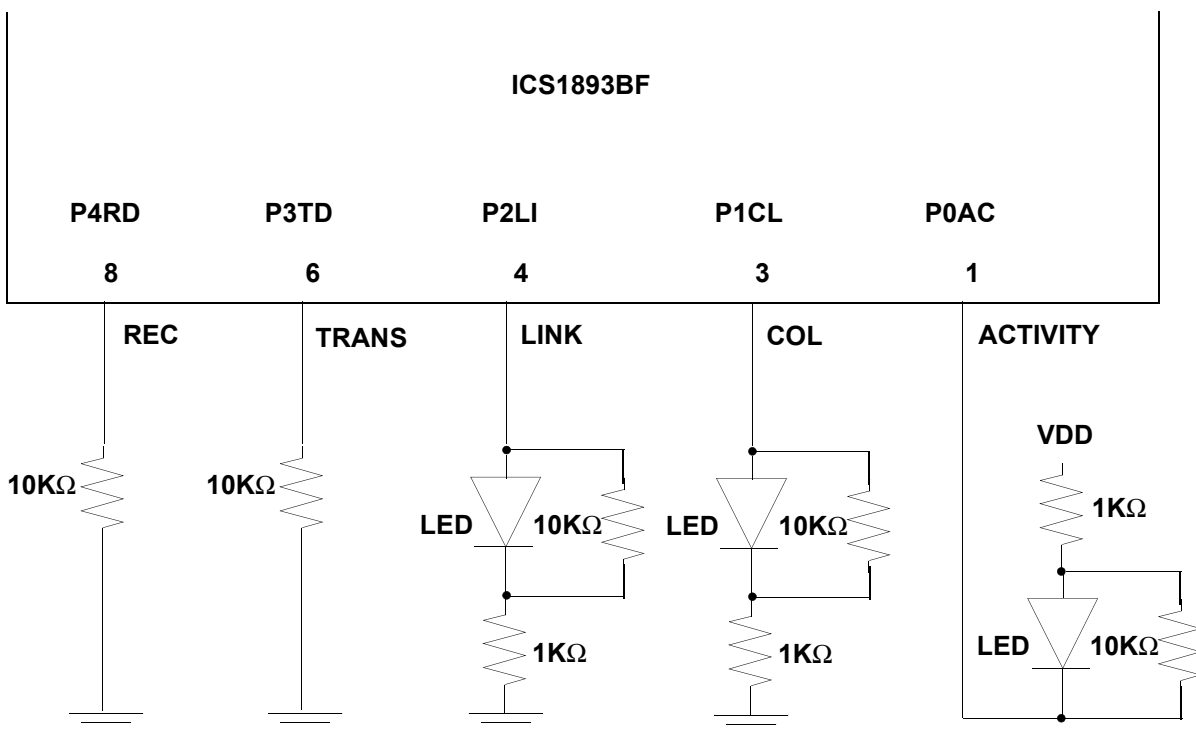 ICS1893BF
P4RD P3TD P2LI P1CL P0AC
8 6 4 3 1
REC TRANS LINK COL ACTIVITY
VDD
10KΩ 10KΩ 1KΩ
LED 10KΩ LED 10KΩ
LED 10KΩ
1KΩ 1KΩ